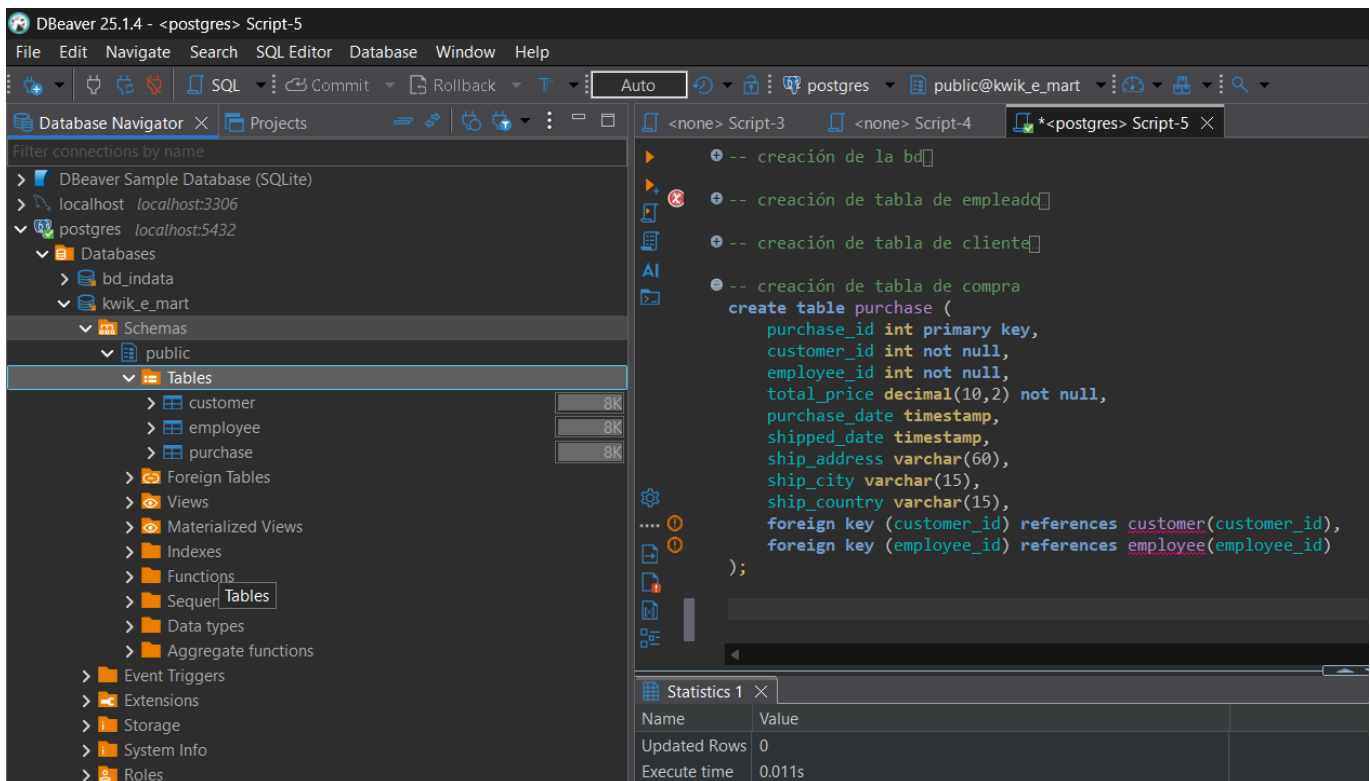 DBeaver 25.1.4 - <postgres> Script-5
File Edit Navigate Search SQL Editor Database Window Help
SQL Commit Rollback T Auto postgres public@kwik_e_mart
Database Navigator Projects
Filter connections by name
DBeaver Sample Database (SQLite)
localhost localhost:3306
postgres localhost:5432
Databases
bd_indata
kwik_e_mart
Schemas
public
Tables
customer 8K
employee 8K
purchase 8K
Foreign Tables
Views
Materialized Views
Indexes
Functions
Sequen
Tables
Data types
Aggregate functions
Event Triggers
Extensions
Storage
System Info
Roles
<none> Script-3 <none> Script-4 *<postgres> Script-5
-- creación de la bd
-- creación de tabla de empleado
-- creación de tabla de cliente
AI
-- creación de tabla de compra
create table purchase (
purchase_id int primary key,
customer_id int not null,
employee_id int not null,
total_price decimal(10,2) not null,
purchase_date timestamp,
shipped_date timestamp,
ship_address varchar(60),
ship_city varchar(15),
ship_country varchar(15),
foreign key (customer_id) references customer(customer_id),
foreign key (employee_id) references employee(employee_id)
);
Statistics 1
Name Value
Updated Rows 0
Execute time 0.011s